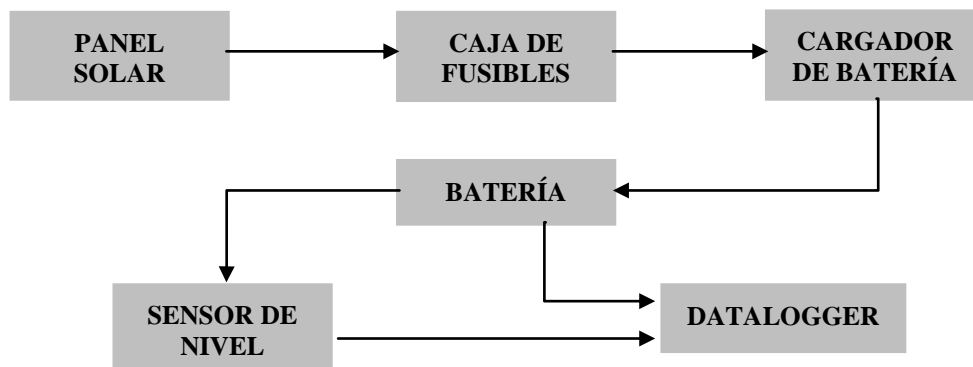 PANEL
SOLAR
CAJA DE
FUSIBLES
CARGADOR
DE BATERÍA
BATERÍA
SENSOR DE
NIVEL
DATALOGGER